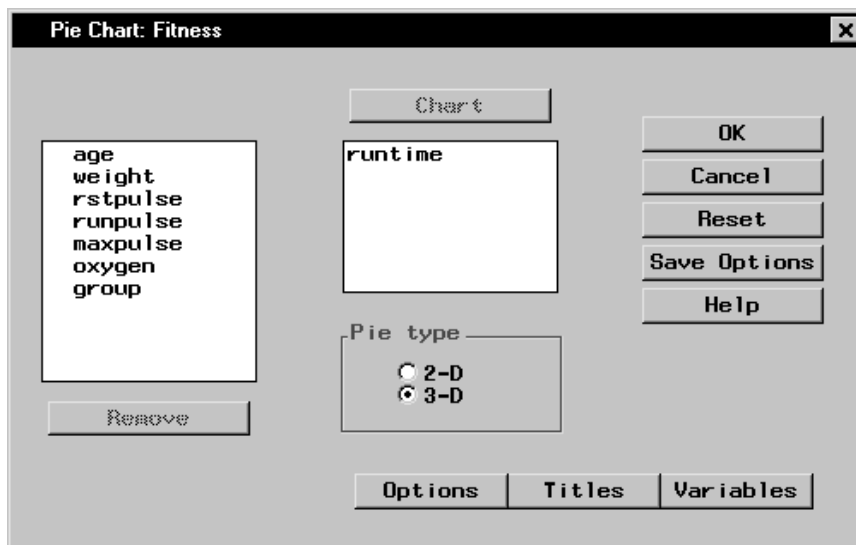 Pie Chart: Fitness
Chart
age
weight
rstpulse
runpulse
maxpulse
oxygen
group
runtime
OK
Cancel
Reset
Save Options
Help
Pie type
2-D
3-D
Remove
Options
Titles
Variables